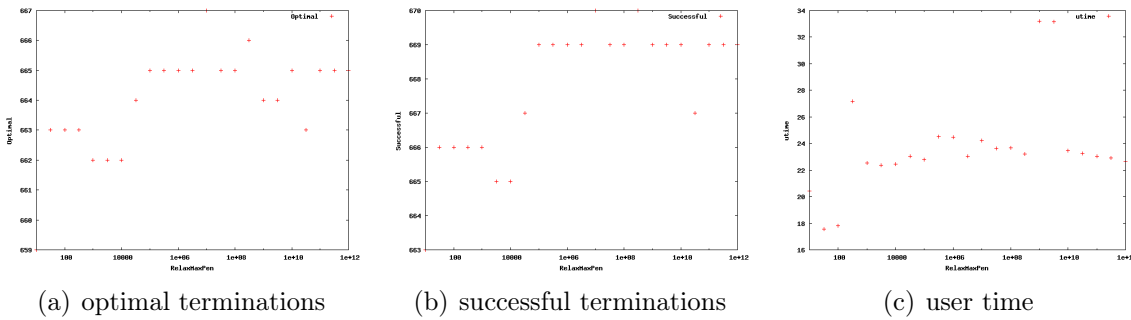 667
666
665
664
663
662
661
660
659
Optimal
Optimal
100
10000
1e+06
1e+08
1e+10
1e+12
RelaxMaxPen
(a) optimal terminations
670
669
668
667
666
665
664
663
Successful
Successful
100
10000
1e+06
1e+08
1e+10
1e+12
RelaxMaxPen
(b) successful terminations
34
32
30
28
26
24
22
20
18
16
utime
utime
100
10000
1e+06
1e+08
1e+10
1e+1
RelaxMaxPen
(c) user time